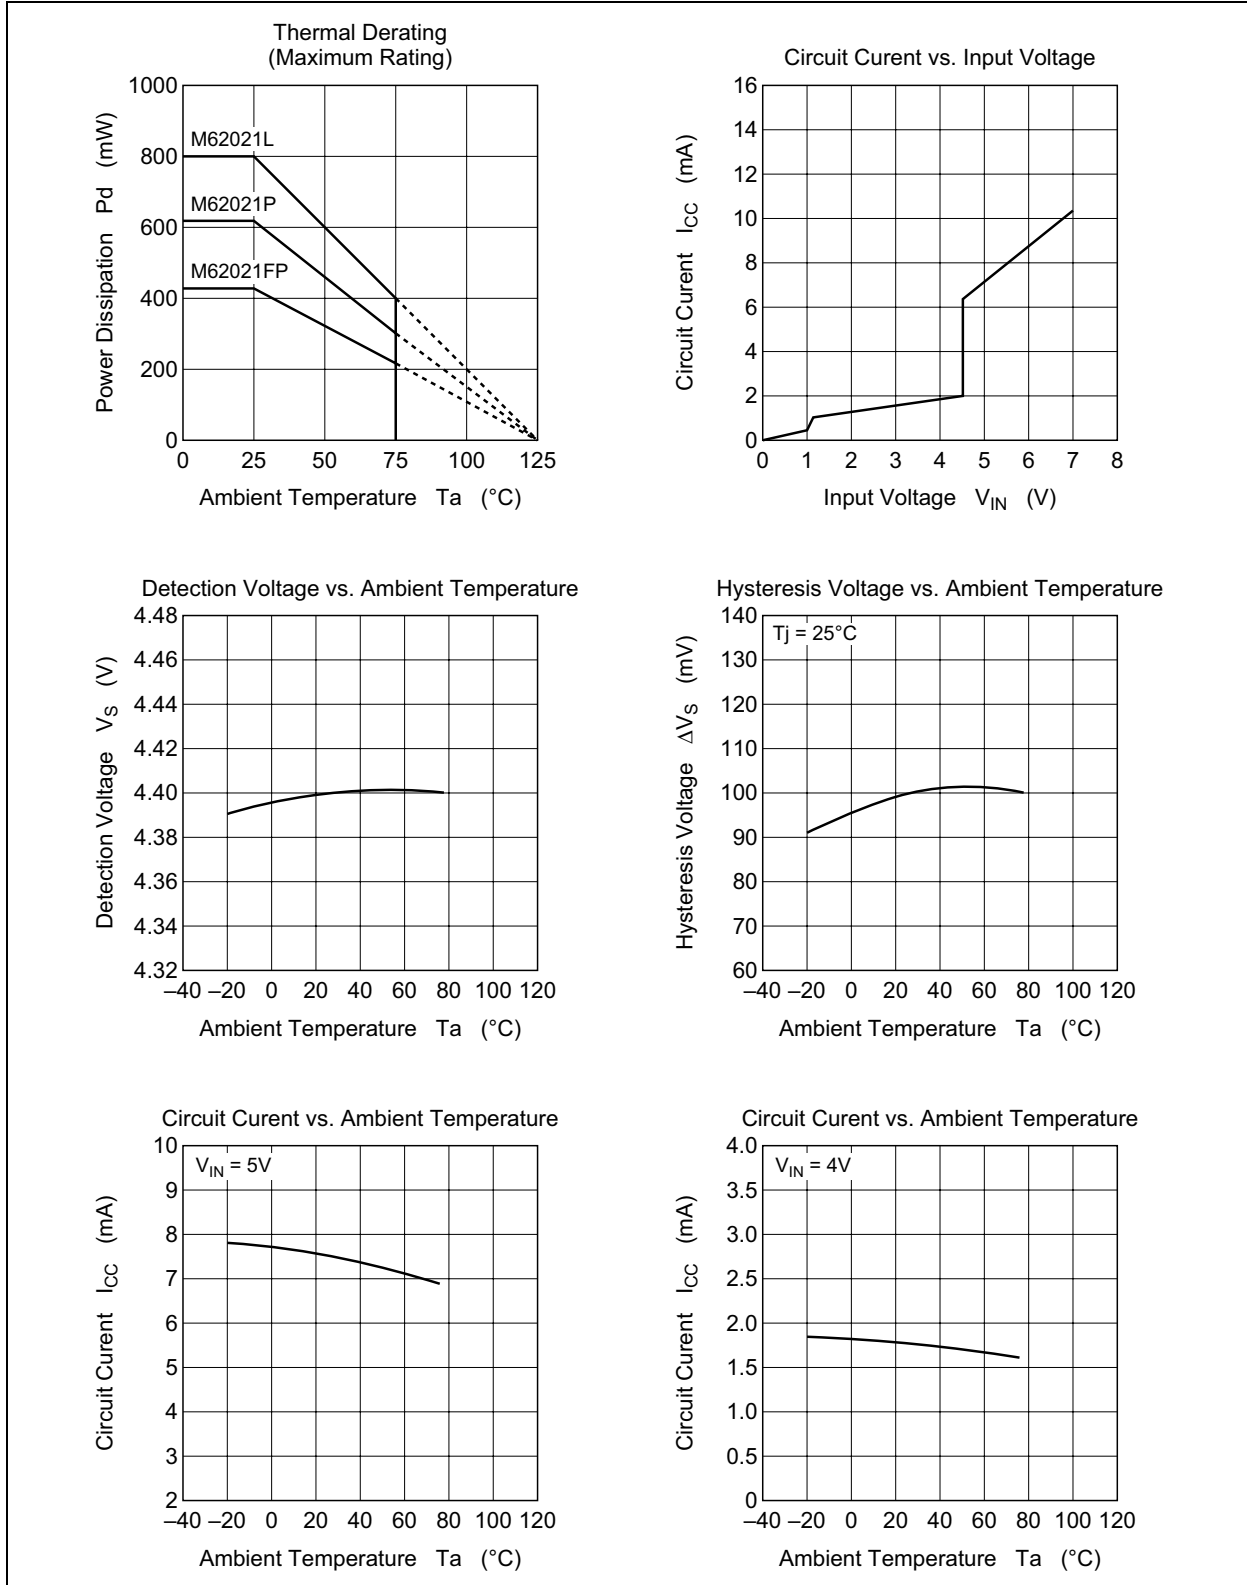 Thermal Derating
(Maximum Rating)
1000
800
600
400
200
0
Power Dissipation Pd (mW)
M62021L
M62021P
M62021FP
0 25 50 75 100 125
Ambient Temperature Ta (°C)
Circuit Curent vs. Input Voltage
16
14
12
10
8
6
4
2
0
Circuit Curent ICC (mA)
0 1 2 3 4 5 6 7 8
Input Voltage VIN (V)
Detection Voltage vs. Ambient Temperature
4.48
4.46
4.44
4.42
4.40
4.38
4.36
4.34
4.32
Detection Voltage VS (V)
–40 –20 0 20 40 60 80 100 120
Ambient Temperature Ta (°C)
Hysteresis Voltage vs. Ambient Temperature
Tj = 25°C
140
130
120
110
100
90
80
70
60
Hysteresis Voltage ΔVS (mV)
–40 –20 0 20 40 60 80 100 120
Ambient Temperature Ta (°C)
Circuit Curent vs. Ambient Temperature
VIN = 5V
10
9
8
7
6
5
4
3
2
Circuit Curent ICC (mA)
–40 –20 0 20 40 60 80 100 120
Ambient Temperature Ta (°C)
Circuit Curent vs. Ambient Temperature
VIN = 4V
4.0
3.5
3.0
2.5
2.0
1.5
1.0
0.5
0
Circuit Curent ICC (mA)
–40 –20 0 20 40 60 80 100 120
Ambient Temperature Ta (°C)